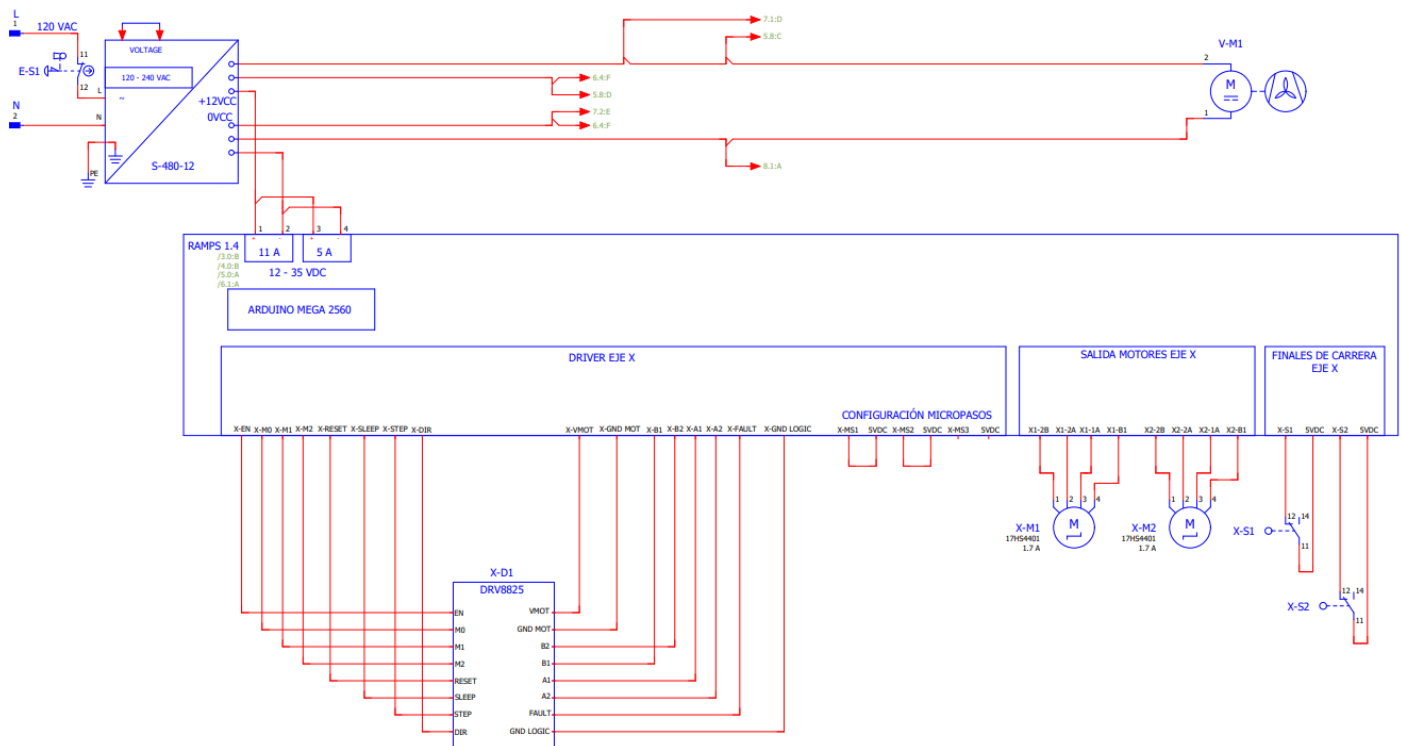 L
1
120 VAC
E-S1
11
12
L
N
2
N
PE
VOLTAGE
120 - 240 VAC
~
+12VCC
0VCC
S-480-12
7.1:D
5.8:C
6.4:F
5.8:D
7.2:E
6.4:F
8.1:A
V-M1
2
1
M
RAMPS 1.4
/3.0:B
/4.0:B
/5.0:A
/6.1:A
1 2 3 4
+ - + -
11 A
5 A
12 - 35 VDC
ARDUINO MEGA 2560
DRIVER EJE X
SALIDA MOTORES EJE X
FINALES DE CARRERA
EJE X
CONFIGURACIÓN MICROPASOS
X-EN X-M0 X-M1 X-M2 X-RESET X-SLEEP X-STEP X-DIR
X-VMOT X-GND MOT X-B1 X-B2 X-A1 X-A2 X-FAULT X-GND LOGIC
X-MS1 5VDC X-MS2 5VDC X-MS3 5VDC
X1-2B X1-2A X1-1A X1-B1
X2-2B X2-2A X2-1A X2-B1
X-S1 5VDC X-S2 5VDC
1 2 3 4
X-M1
17HS4401
1.7 A
M
1 2 3 4
X-M2
17HS4401
1.7 A
M
X-S1
12 14
11
X-S2
12 14
11
X-D1
DRV8825
EN
M0
M1
M2
RESET
SLEEP
STEP
DIR
VMOT
GND MOT
B2
B1
A1
A2
FAULT
GND LOGIC